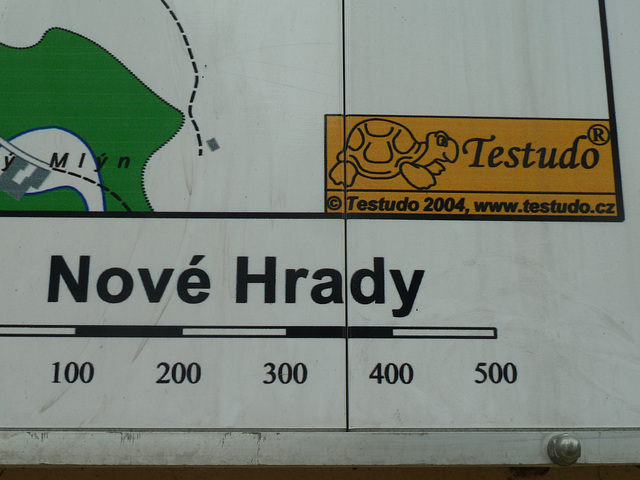 ý Mlýn
Testudo®
© Testudo 2004, www.testudo.cz
Nové Hrady
100 200 300 400 500